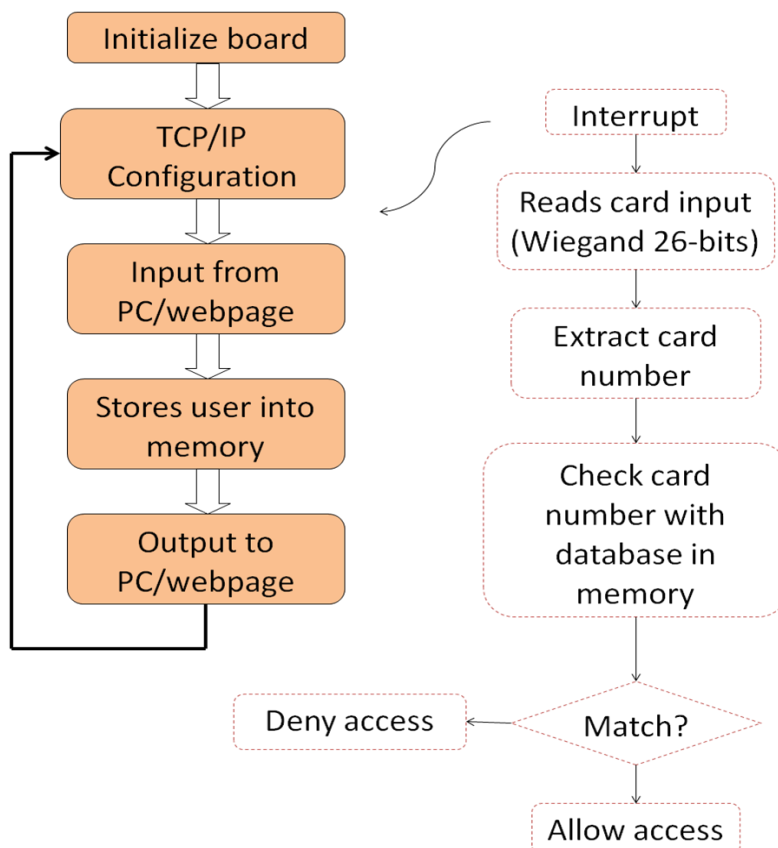 Initialize board
TCP/IP
Configuration
Input from
PC/webpage
Stores user into
memory
Output to
PC/webpage
Interrupt
Reads card input
(Wiegand 26-bits)
Extract card
number
Check card
number with
database in
memory
Match?
Deny access
Allow access